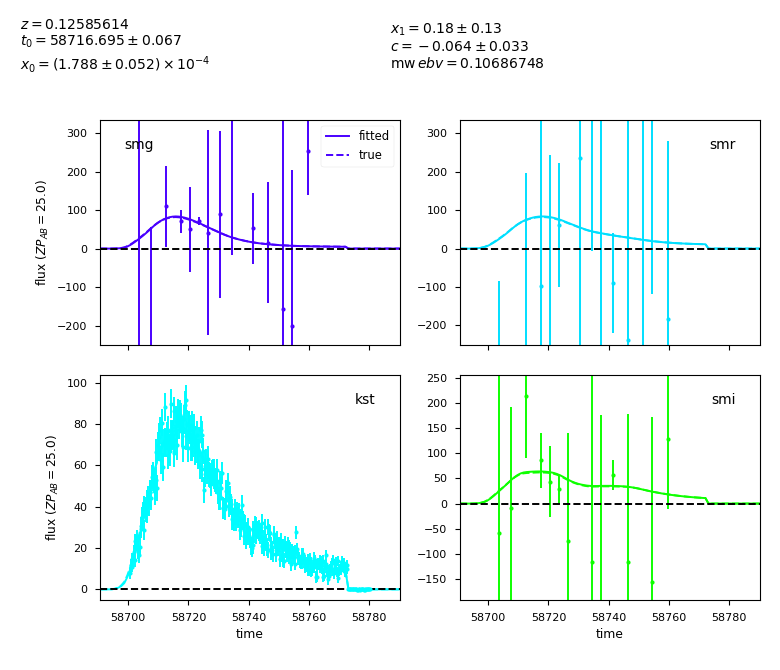 z = 0.12585614
t₀ = 58716.695 ± 0.067
x₀ = (1.788 ± 0.052) × 10⁻⁴
x₁ = 0.18 ± 0.13
c = −0.064 ± 0.033
mw ebv = 0.10686748
smg
fitted
true
300
200
100
0
−100
−200
flux (ZP_AB = 25.0)
smr
300
200
100
0
−100
−200
kst
100
80
60
40
20
0
flux (ZP_AB = 25.0)
58700 58720 58740 58760 58780
time
smi
250
200
150
100
50
0
−50
−100
−150
58700 58720 58740 58760 58780
time